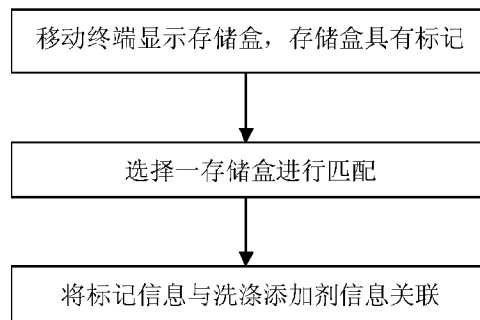 移动终端显示存储盒，存储盒具有标记
选择一存储盒进行匹配
将标记信息与洗涤添加剂信息关联